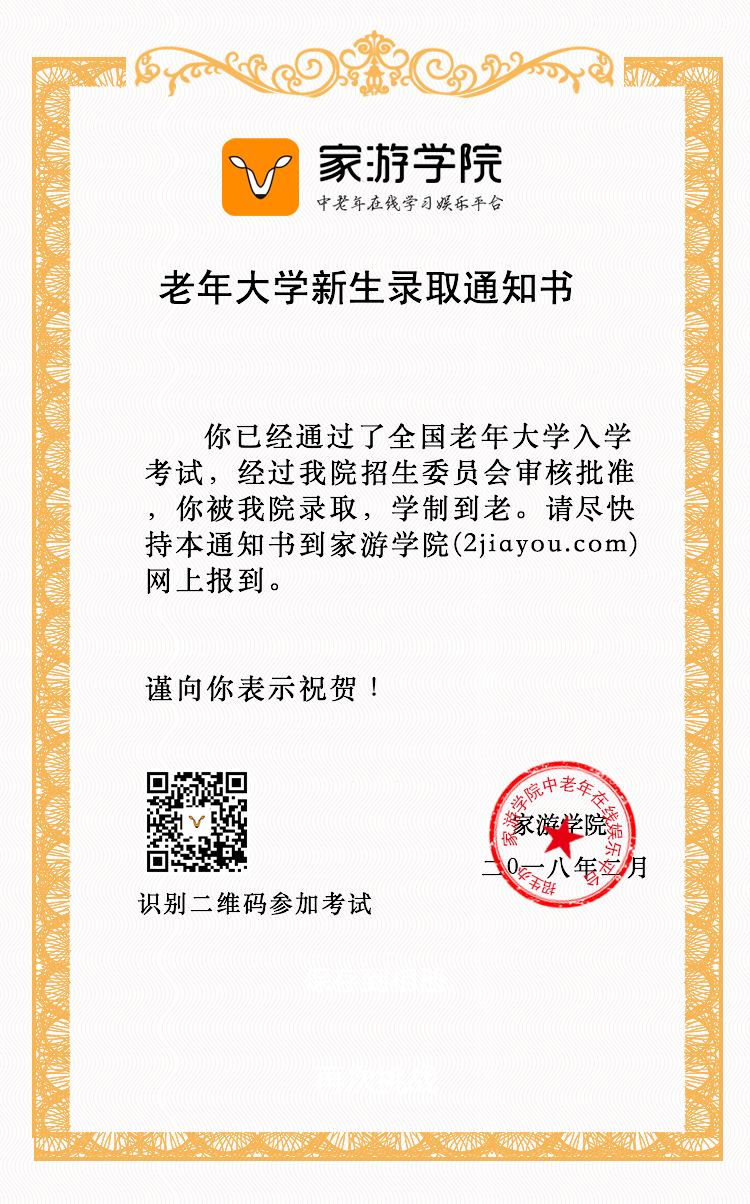 家游学院
中老年在线学习娱乐平台
老年大学新生录取通知书
你已经通过了全国老年大学入学
考试，经过我院招生委员会审核批准
，你被我院录取，学制到老。请尽快
持本通知书到家游学院(2jiayou.com)
网上报到。
谨向你表示祝贺！
家游学院中老年在线娱乐平台
家游学院
二0一八年二月
招生办
识别二维码参加考试